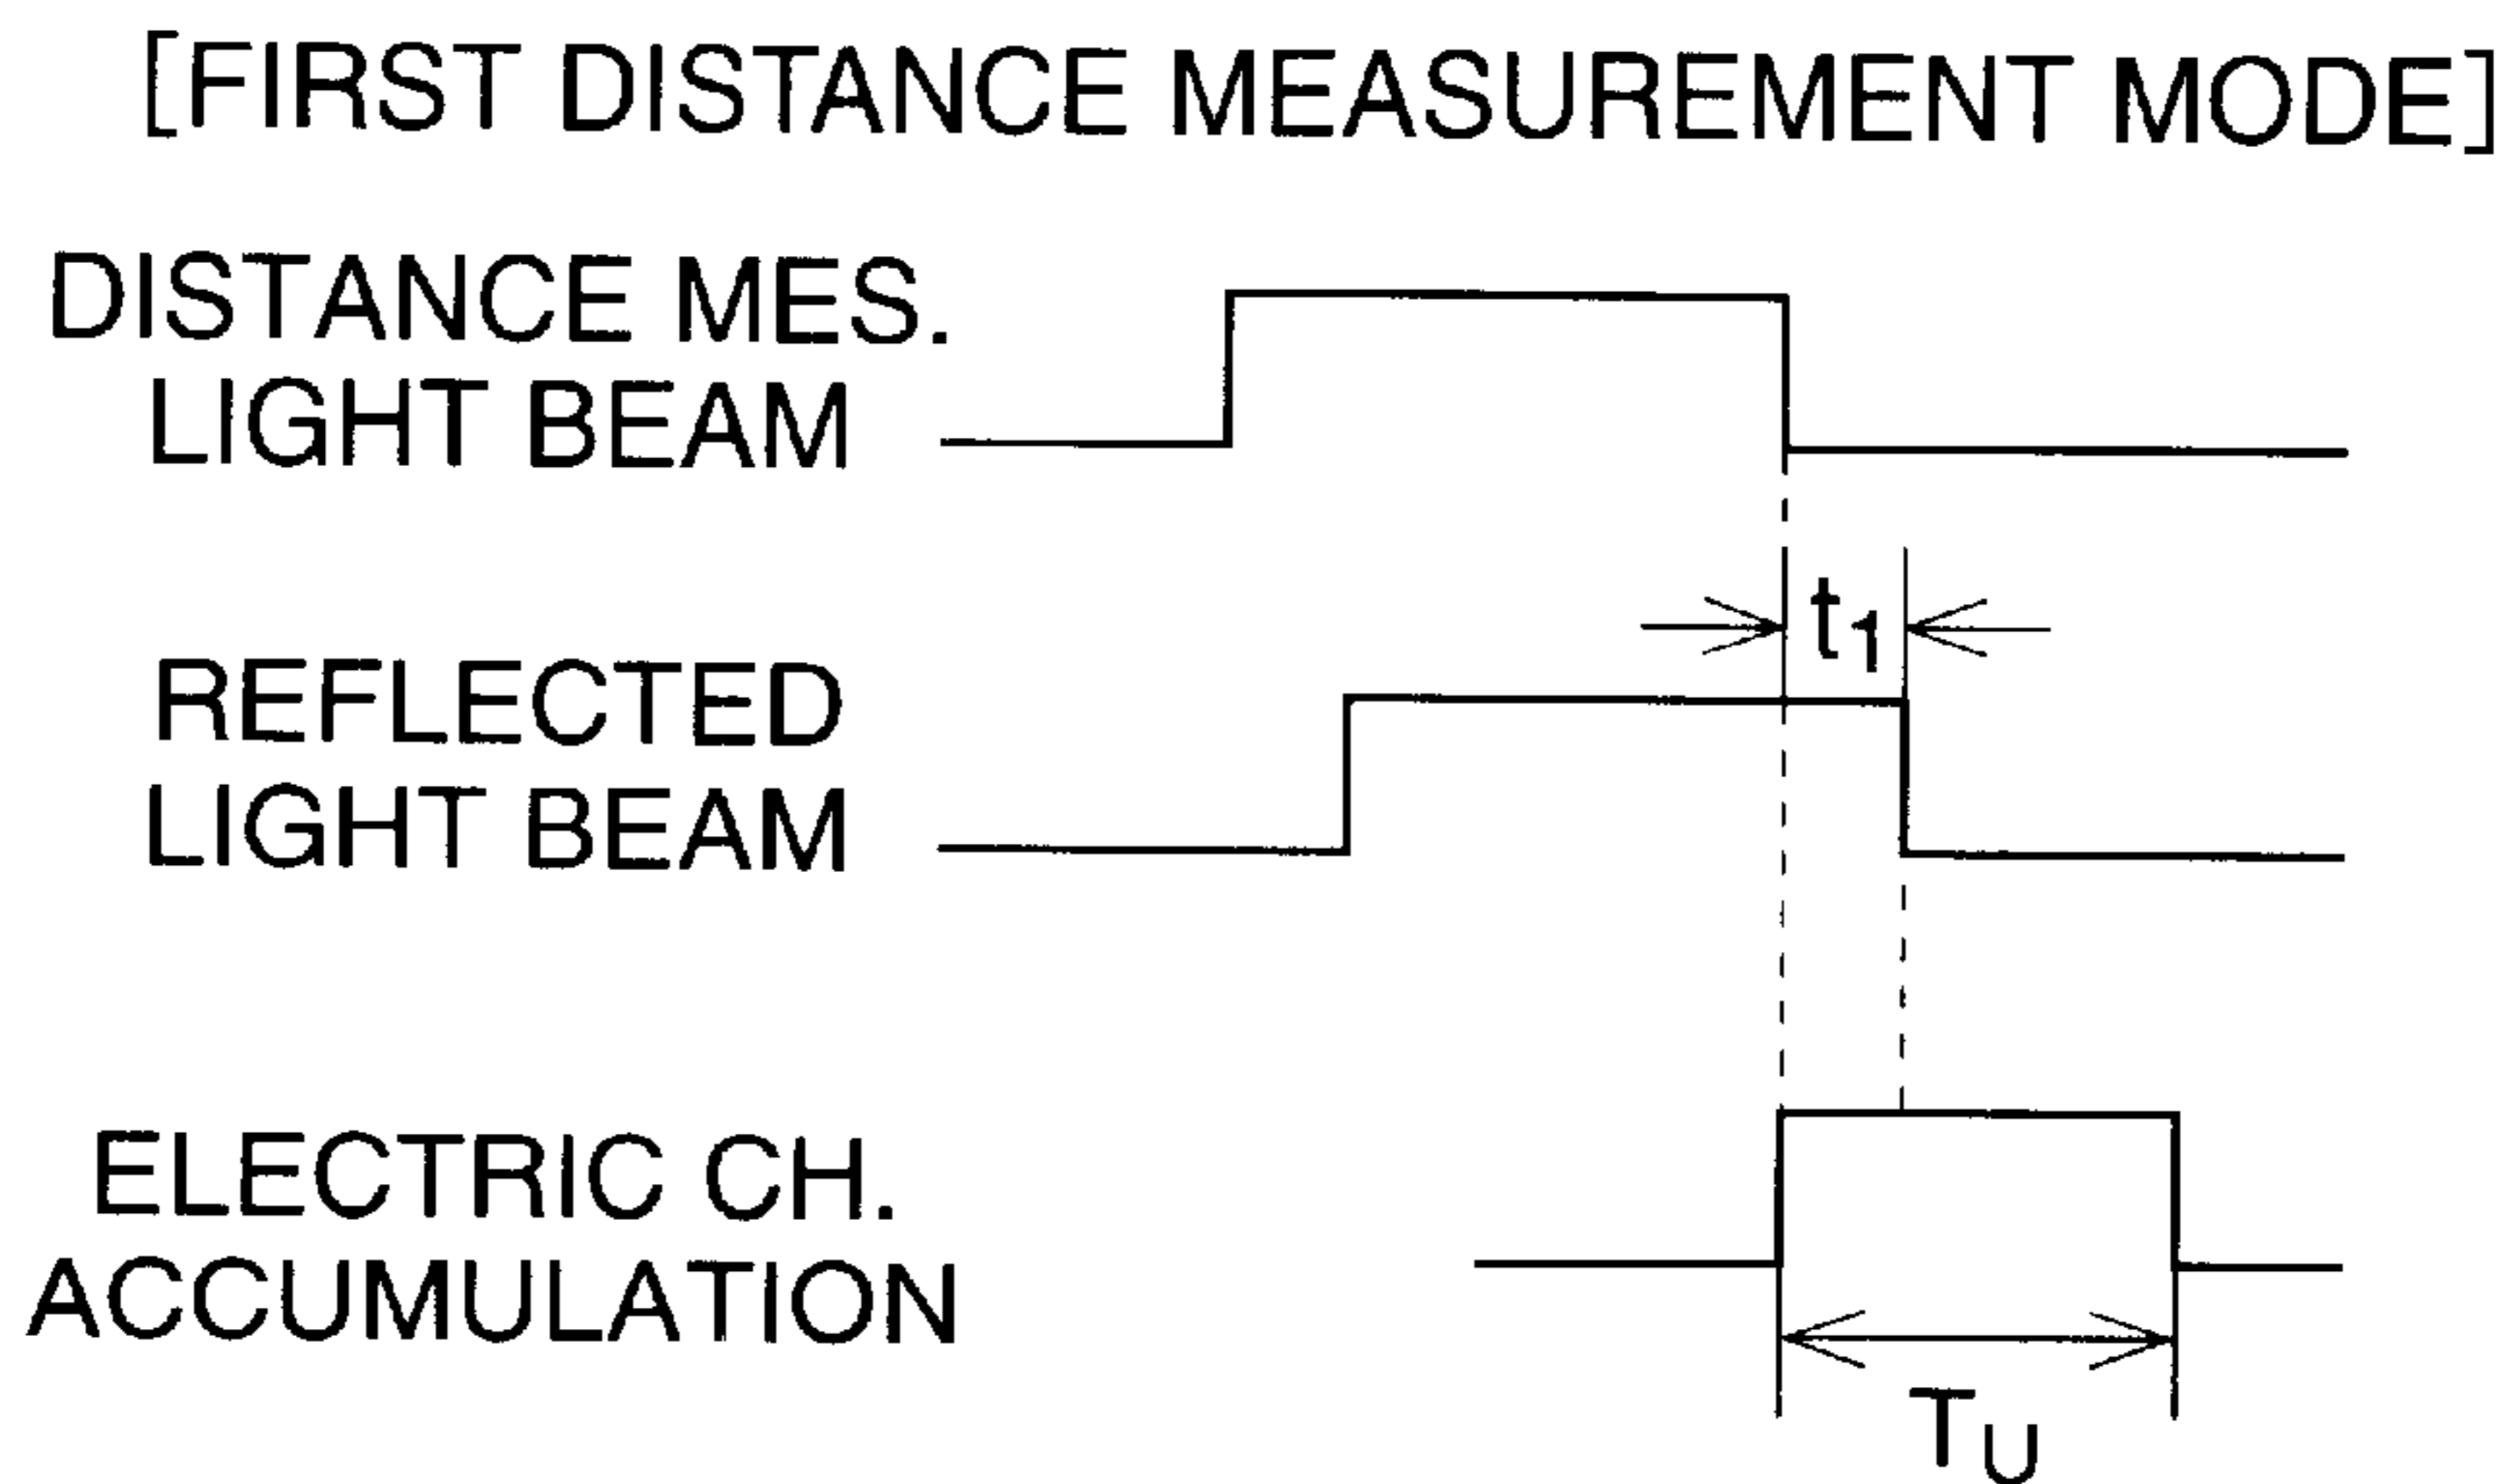 [FIRST DISTANCE MEASUREMENT MODE]
DISTANCE MES.
LIGHT BEAM
t1
REFLECTED
LIGHT BEAM
ELECTRIC CH.
ACCUMULATION
TU